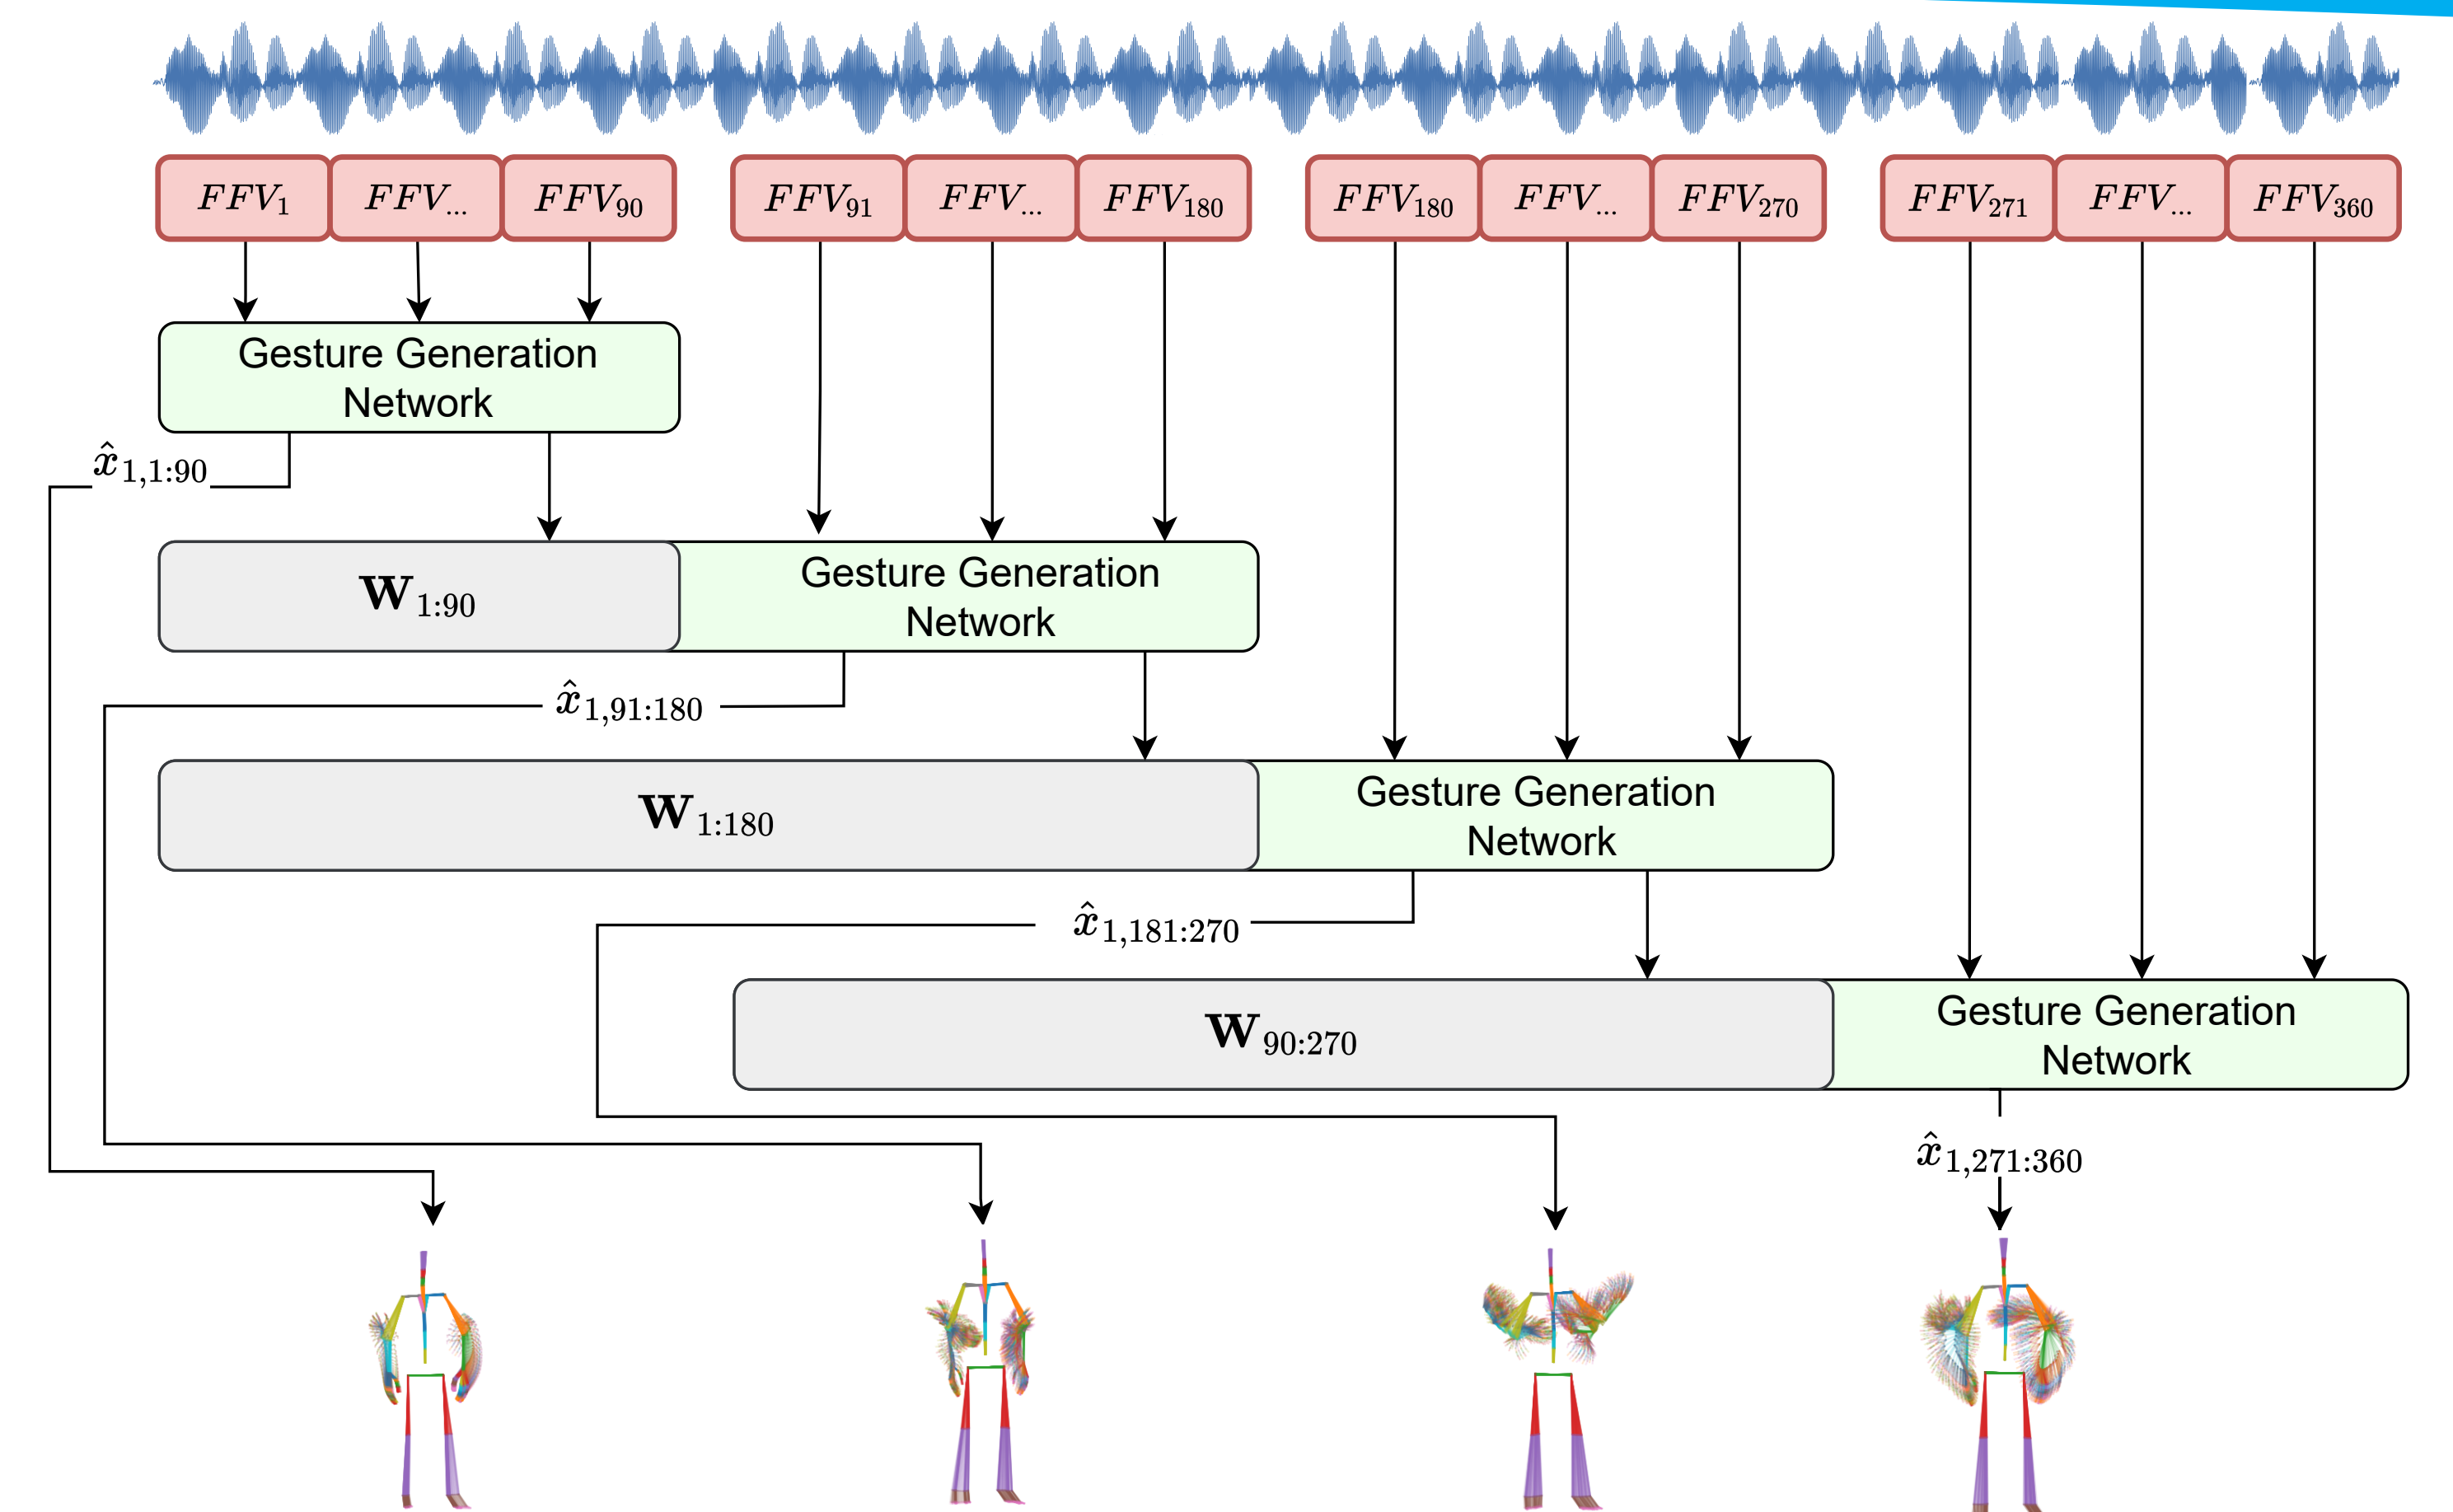 FFV₁ FFV... FFV₉₀ FFV₉₁ FFV... FFV₁₈₀ FFV₁₈₀ FFV... FFV₂₇₀ FFV₂₇₁ FFV... FFV₃₆₀
Gesture Generation
Network
x̂₁,₁:₉₀
W₁:₉₀
Gesture Generation
Network
x̂₁,₉₁:₁₈₀
W₁:₁₈₀
Gesture Generation
Network
x̂₁,₁₈₁:₂₇₀
W₉₀:₂₇₀
Gesture Generation
Network
x̂₁,₂₇₁:₃₆₀